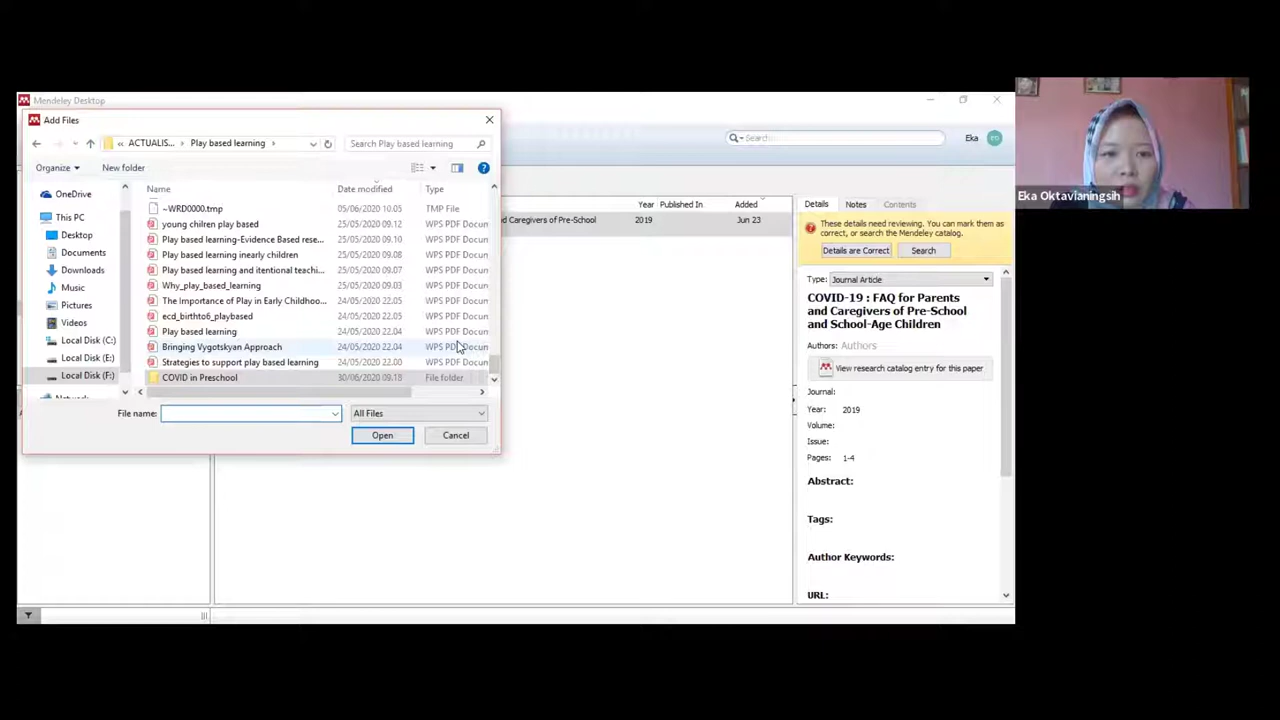 Mendeley Desktop
Add Files
« ACTUALIS... > Play based learning >
Search Play based learning
Search...
Eka
Organize
New folder
OneDrive
This PC
Desktop
Documents
Downloads
Music
Pictures
Videos
Local Disk (C:)
Local Disk (E:)
Local Disk (F:)
Name Date modified Type
~WRD0000.tmp 05/06/2020 10.05 TMP File
young chilren play based 25/05/2020 09.12 WPS PDF Docum
Play based learning-Evidence Based rese... 25/05/2020 09.10 WPS PDF Docum
Play based learning inearly children 25/05/2020 09.08 WPS PDF Docum
Play based learning and itentional teachi... 25/05/2020 09.07 WPS PDF Docum
Why_play_based_learning 25/05/2020 09.03 WPS PDF Docum
The Importance of Play in Early Childhoo... 24/05/2020 22.05 WPS PDF Docum
ecd_birthto6_playbased 24/05/2020 22.05 WPS PDF Docum
Play based learning 24/05/2020 22.04 WPS PDF Docum
Bringing Vygotskyan Approach 24/05/2020 22.04 WPS PDF Docum
Strategies to support play based learning 24/05/2020 22.00 WPS PDF Docum
COVID in Preschool 30/06/2020 09.18 File folder
File name:
All Files
Open
Cancel
Year Published In Added
d Caregivers of Pre-School 2019 Jun 23
Details Notes Contents
These details need reviewing. You can mark them as
correct, or search the Mendeley catalog.
Details are Correct
Search
Type: Journal Article
COVID-19 : FAQ for Parents
and Caregivers of Pre-School
and School-Age Children
Authors: Authors
View research catalog entry for this paper
Journal:
Year: 2019
Volume:
Issue:
Pages: 1-4
Abstract:
Tags:
Author Keywords:
URL:
Eka Oktavianingsih